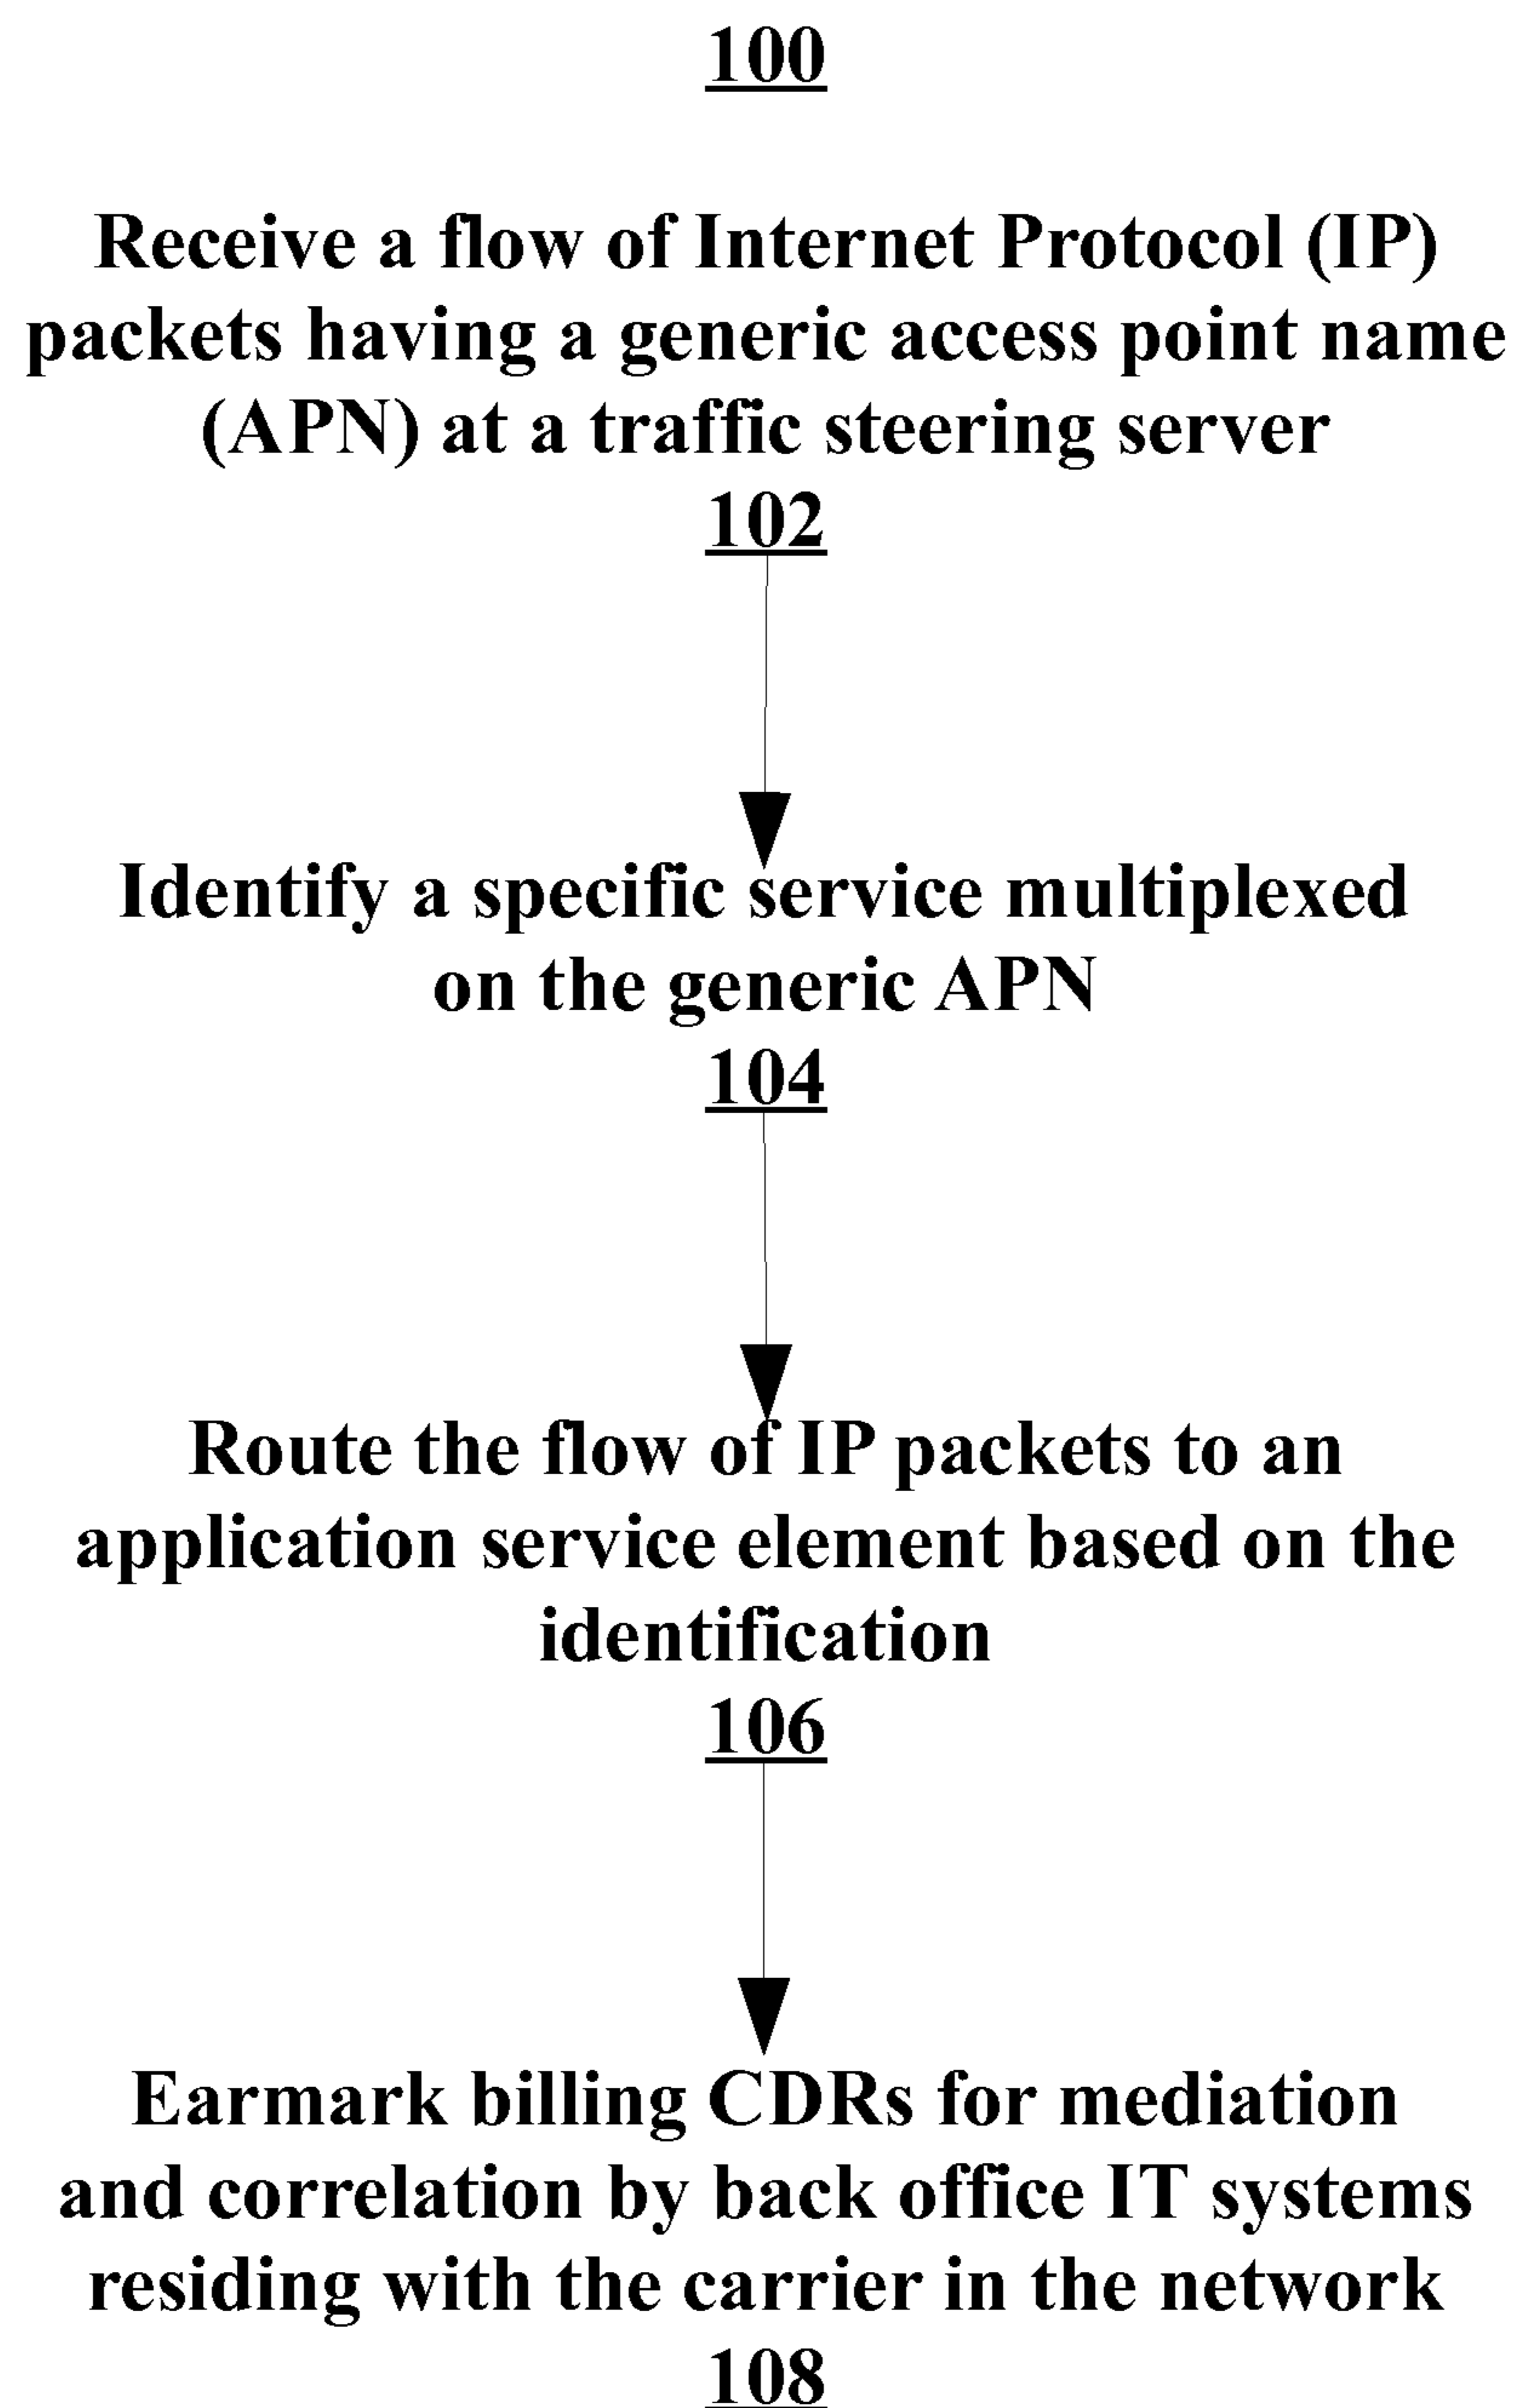 100
Receive a flow of Internet Protocol (IP)
packets having a generic access point name
(APN) at a traffic steering server
102
Identify a specific service multiplexed
on the generic APN
104
Route the flow of IP packets to an
application service element based on the
identification
106
Earmark billing CDRs for mediation
and correlation by back office IT systems
residing with the carrier in the network
108